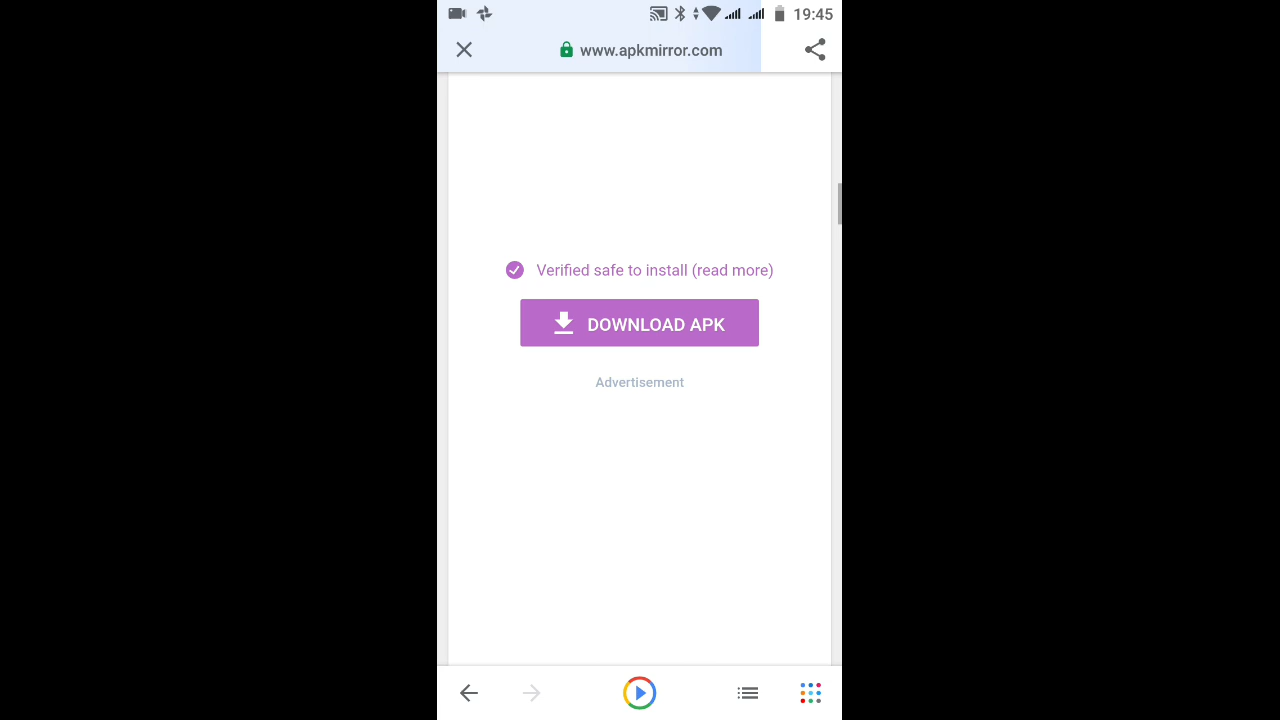 19:45
www.apkmirror.com
Verified safe to install (read more)
DOWNLOAD APK
Advertisement